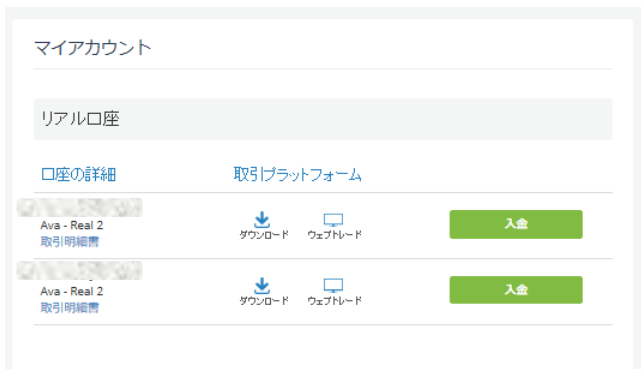 マイアカウント
リアル口座
口座の詳細 取引プラットフォーム
Ava - Real 2
取引明細書
ダウンロード ウェブトレード
入金
Ava - Real 2
取引明細書
ダウンロード ウェブトレード
入金